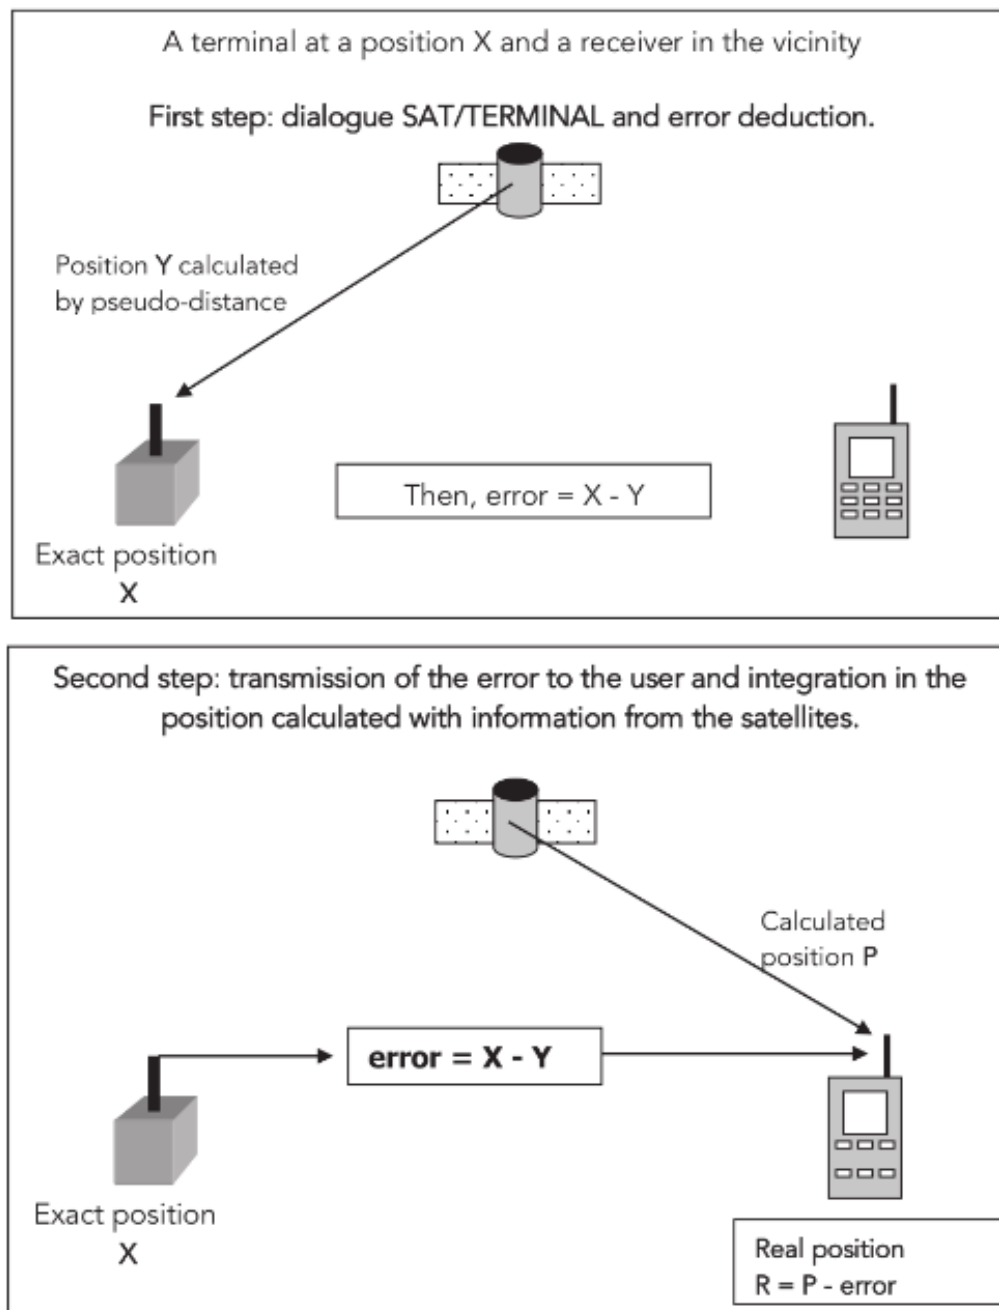 A terminal at a position X and a receiver in the vicinity
First step: dialogue SAT/TERMINAL and error deduction.
Position Y calculated
by pseudo-distance
Then, error = X - Y
Exact position
X
Second step: transmission of the error to the user and integration in the
position calculated with information from the satellites.
Calculated
position P
error = X - Y
Exact position
X
Real position
R = P - error